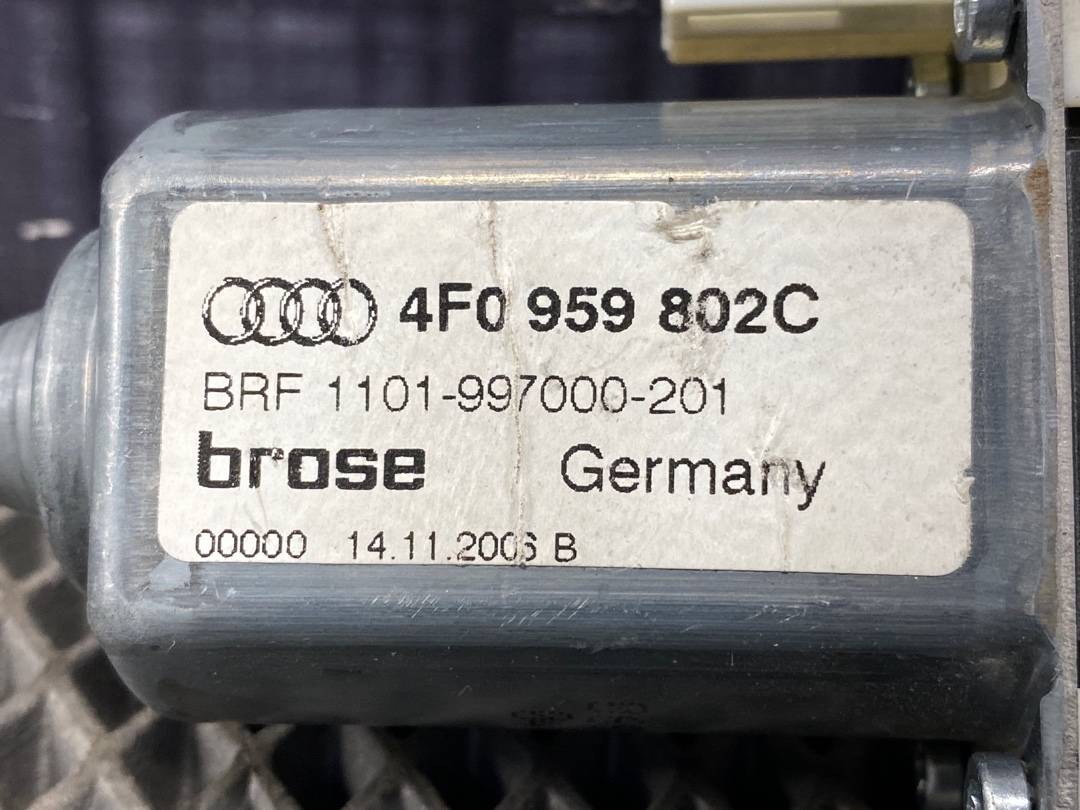 4F0 959 802C
BRF 1101-997000-201
brose Germany
00000 14.11.2006 B